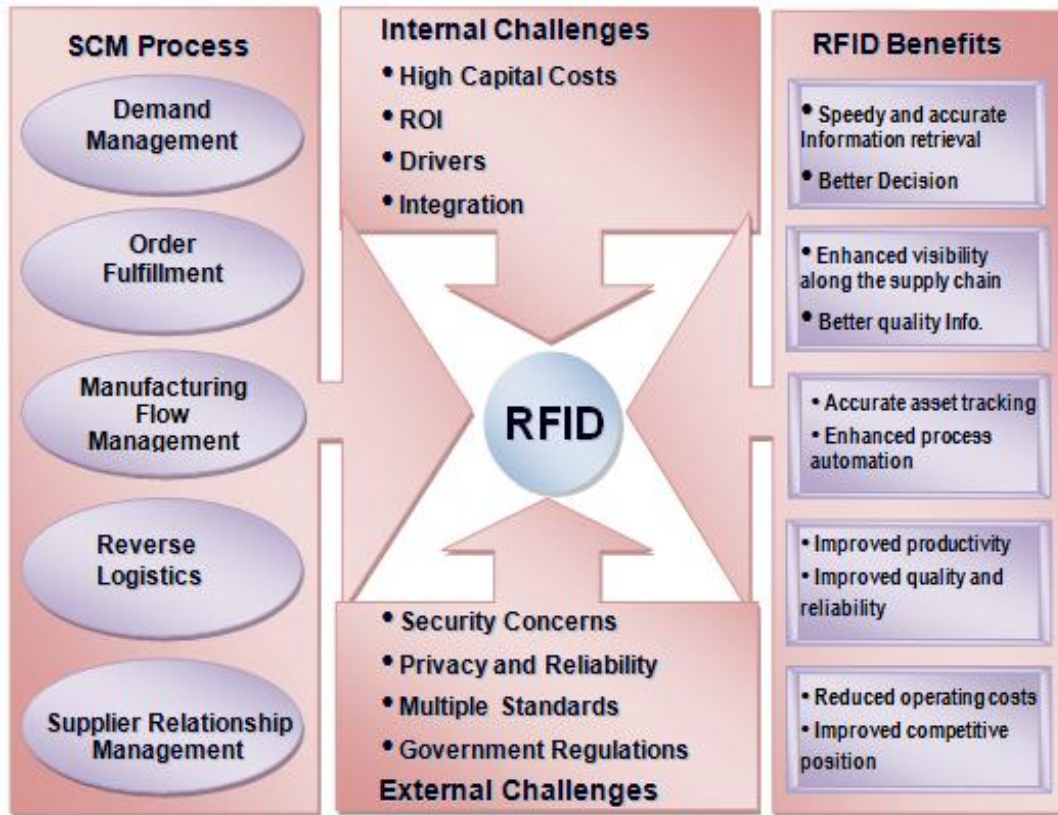 SCM Process
Demand
Management
Order
Fulfillment
Manufacturing
Flow
Management
Reverse
Logistics
Supplier Relationship
Management
Internal Challenges
• High Capital Costs
• ROI
• Drivers
• Integration
RFID
• Security Concerns
• Privacy and Reliability
• Multiple Standards
• Government Regulations
External Challenges
RFID Benefits
• Speedy and accurate
Information retrieval
• Better Decision
• Enhanced visibility
along the supply chain
• Better quality Info.
• Accurate asset tracking
• Enhanced process
automation
• Improved productivity
• Improved quality and
reliability
• Reduced operating costs
• Improved competitive
position